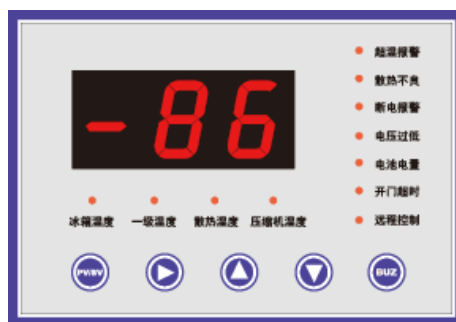 超温报警
散热不良
-86
断电报警
电压过低
电池电量
开门超时
冰箱温度 一级温度 散热温度 压缩机温度 远程控制
PV/SV BUZ